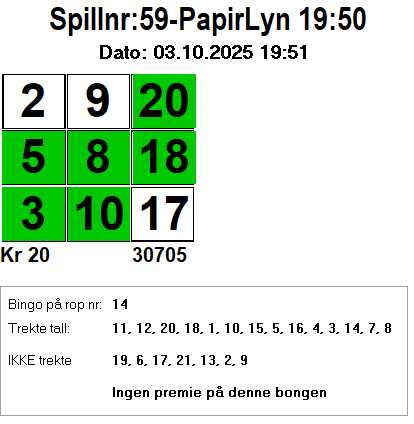 Spillnr:59-PapirLyn 19:50
Dato: 03.10.2025 19:51
2 9 20
5 8 18
3 10 17
Kr 20 30705
Bingo på rop nr: 14
Trekte tall: 11, 12, 20, 18, 1, 10, 15, 5, 16, 4, 3, 14, 7, 8
IKKE trekte 19, 6, 17, 21, 13, 2, 9
Ingen premie på denne bongen